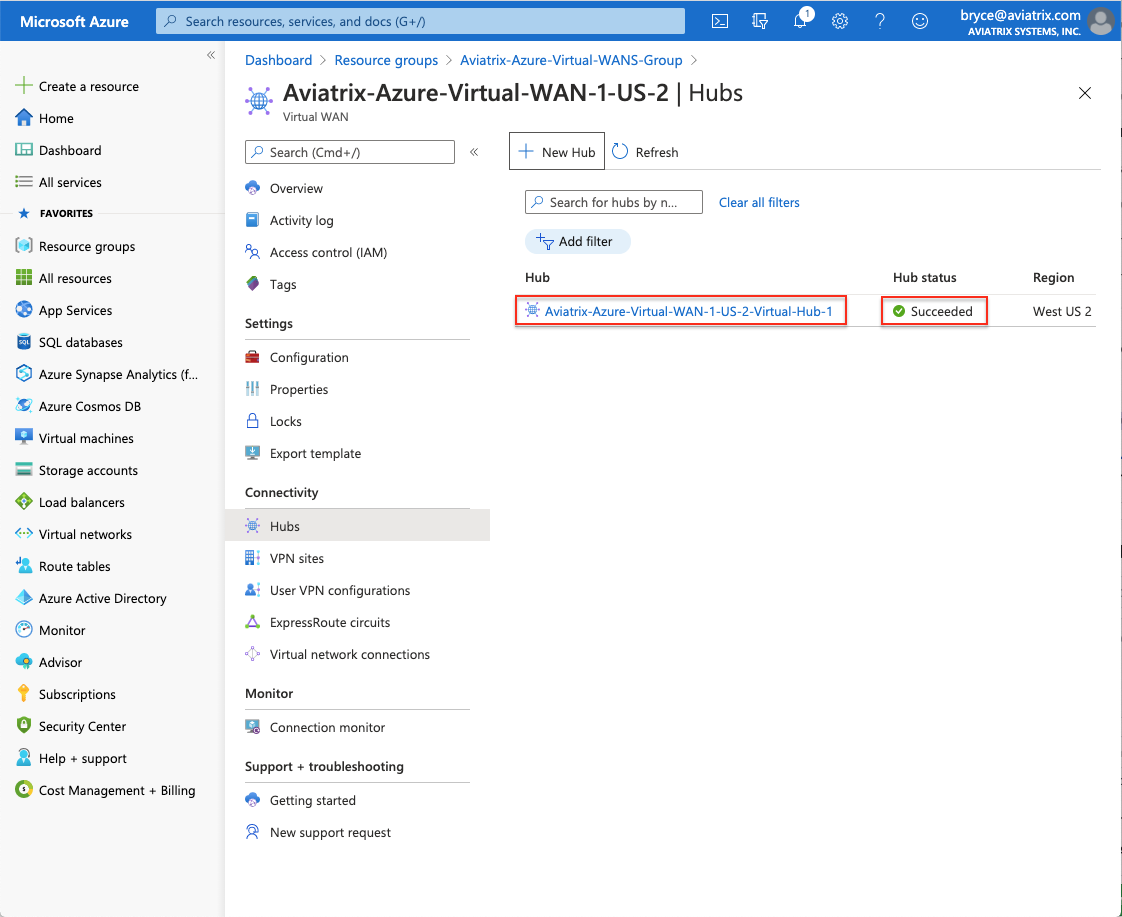 Microsoft Azure
Search resources, services, and docs (G+/)
1
bryce@aviatrix.com
AVIATRIX SYSTEMS, INC.
«
Create a resource
Home
Dashboard
All services
FAVORITES
Resource groups
All resources
App Services
SQL databases
Azure Synapse Analytics (f...
Azure Cosmos DB
Virtual machines
Storage accounts
Load balancers
Virtual networks
Route tables
Azure Active Directory
Monitor
Advisor
Subscriptions
Security Center
Help + support
Cost Management + Billing
Dashboard > Resource groups > Aviatrix-Azure-Virtual-WANS-Group >
Aviatrix-Azure-Virtual-WAN-1-US-2 | Hubs
Virtual WAN
Search (Cmd+/)
«
Overview
Activity log
Access control (IAM)
Tags
Settings
Configuration
Properties
Locks
Export template
Connectivity
Hubs
VPN sites
User VPN configurations
ExpressRoute circuits
Virtual network connections
Monitor
Connection monitor
Support + troubleshooting
Getting started
New support request
New Hub
Refresh
Search for hubs by n...
Clear all filters
Add filter
Hub Hub status Region
Aviatrix-Azure-Virtual-WAN-1-US-2-Virtual-Hub-1 Succeeded West US 2